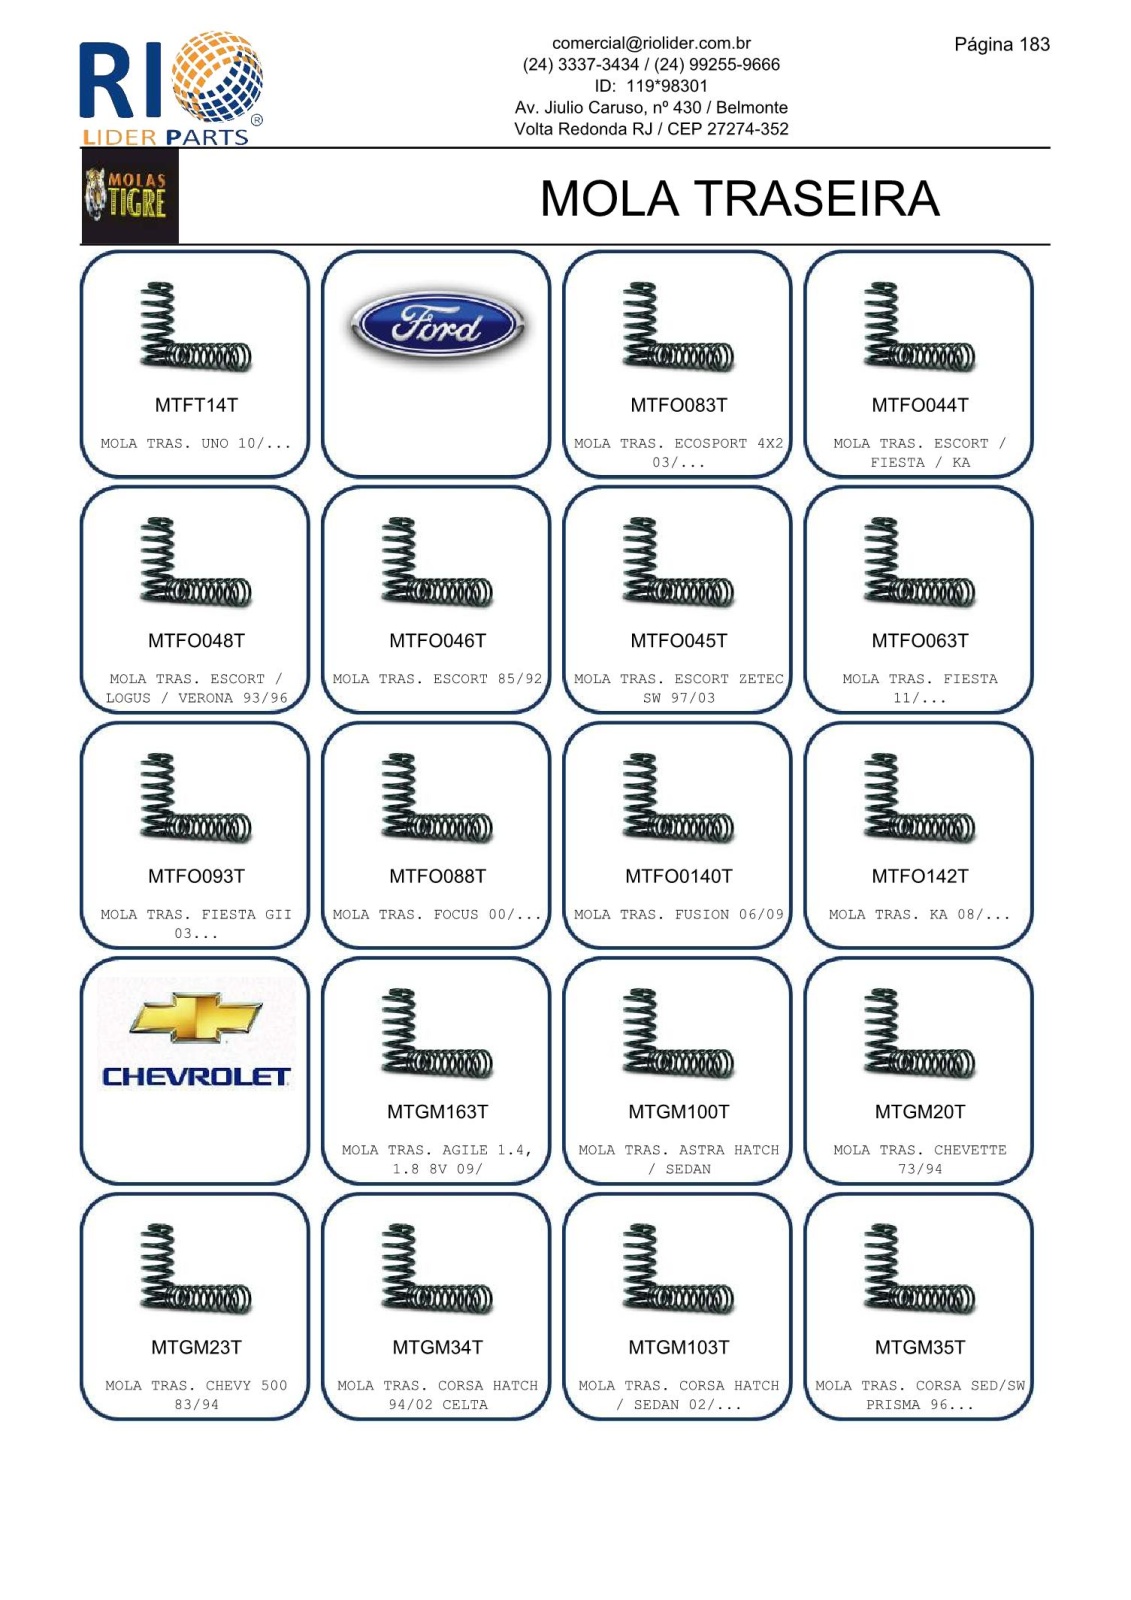 RIO
LIDER PARTS
®
comercial@riolider.com.br
(24) 3337-3434 / (24) 99255-9666
ID: 119*98301
Av. Jiulio Caruso, nº 430 / Belmonte
Volta Redonda RJ / CEP 27274-352
Página 183
MOLAS
TIGRE
MOLA TRASEIRA
MTFT14T
MOLA TRAS. UNO 10/...
Ford
MTFO083T
MOLA TRAS. ECOSPORT 4X2
03/...
MTFO044T
MOLA TRAS. ESCORT /
FIESTA / KA
MTFO048T
MOLA TRAS. ESCORT /
LOGUS / VERONA 93/96
MTFO046T
MOLA TRAS. ESCORT 85/92
MTFO045T
MOLA TRAS. ESCORT ZETEC
SW 97/03
MTFO063T
MOLA TRAS. FIESTA
11/...
MTFO093T
MOLA TRAS. FIESTA GII
03...
MTFO088T
MOLA TRAS. FOCUS 00/...
MTFO0140T
MOLA TRAS. FUSION 06/09
MTFO142T
MOLA TRAS. KA 08/...
CHEVROLET
MTGM163T
MOLA TRAS. AGILE 1.4,
1.8 8V 09/
MTGM100T
MOLA TRAS. ASTRA HATCH
/ SEDAN
MTGM20T
MOLA TRAS. CHEVETTE
73/94
MTGM23T
MOLA TRAS. CHEVY 500
83/94
MTGM34T
MOLA TRAS. CORSA HATCH
94/02 CELTA
MTGM103T
MOLA TRAS. CORSA HATCH
/ SEDAN 02/...
MTGM35T
MOLA TRAS. CORSA SED/SW
PRISMA 96...